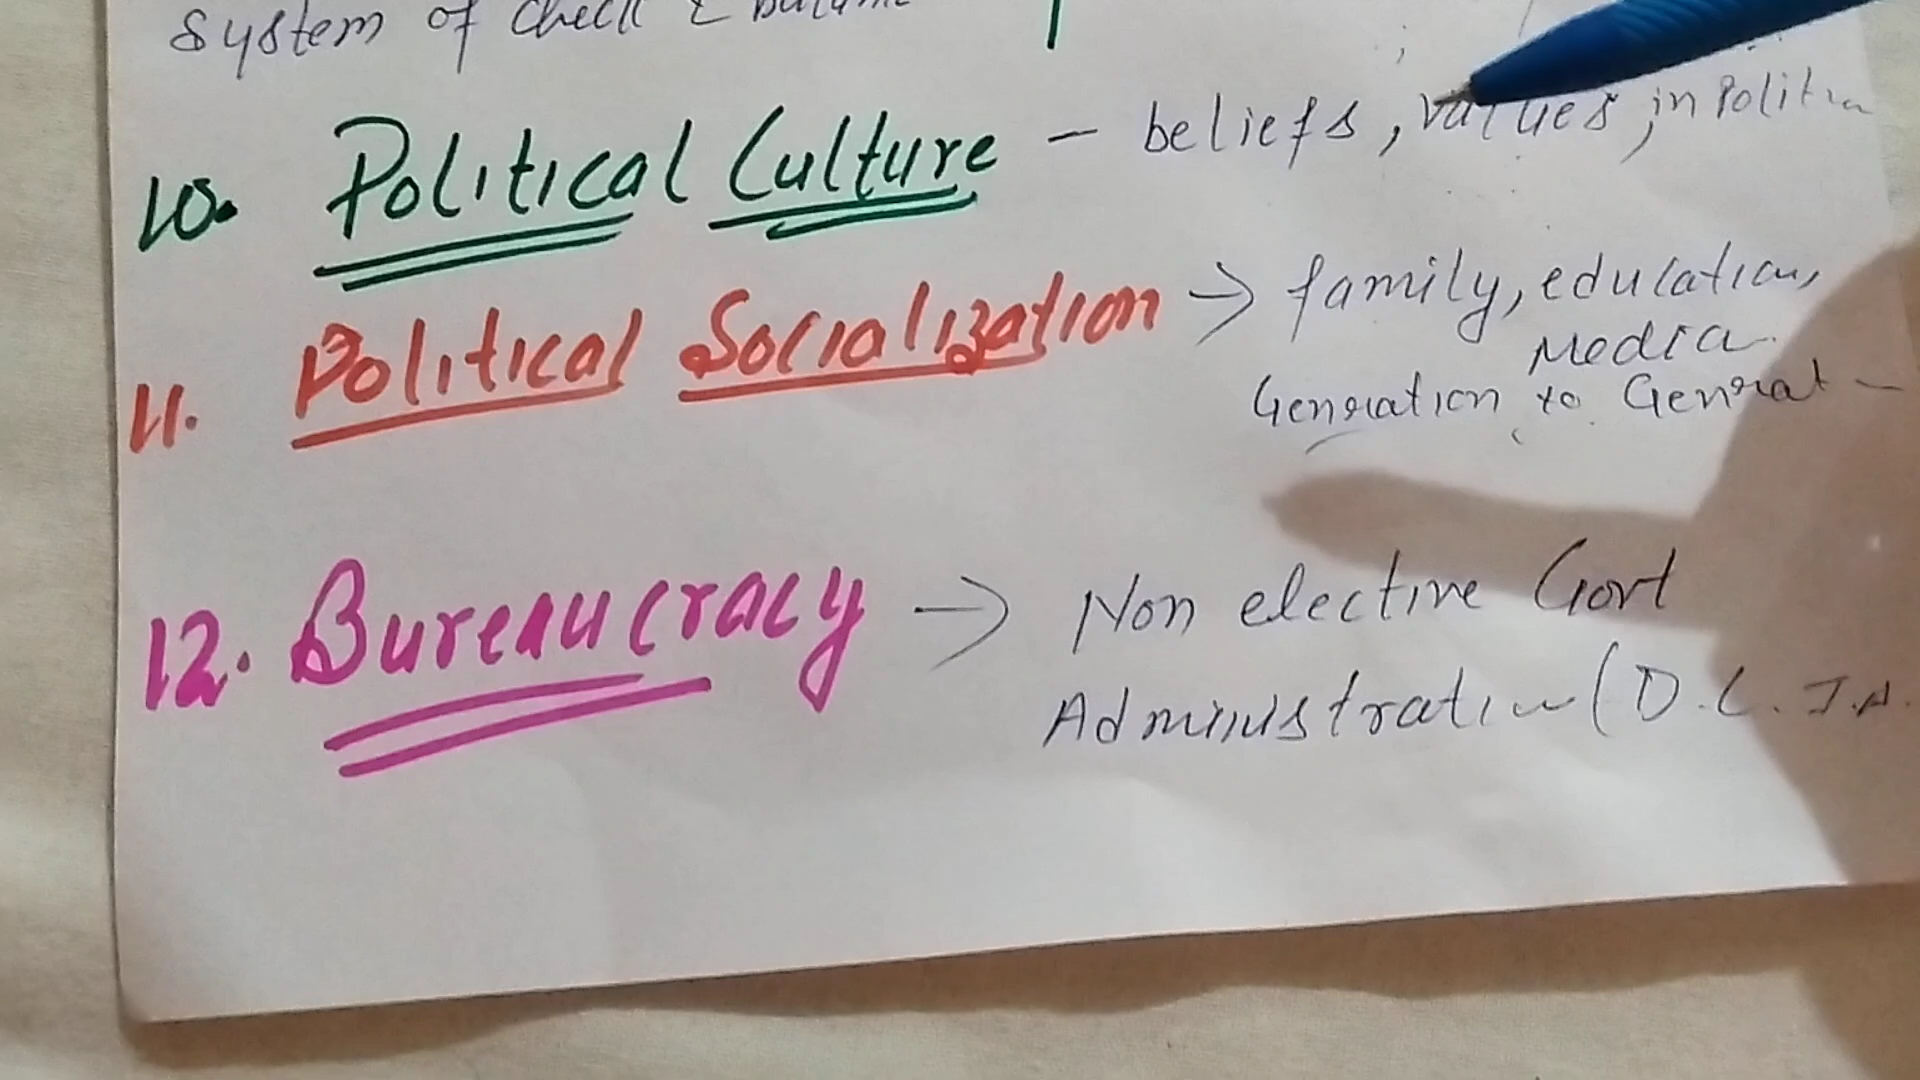 System of Check &
10. Political Culture - beliefs, values, in Politi
11. Political Socialization → family, education,
Media.
Generation to Generat -
12. Bureaucracy → Non elective Govt
Administration (D.C. I.A.